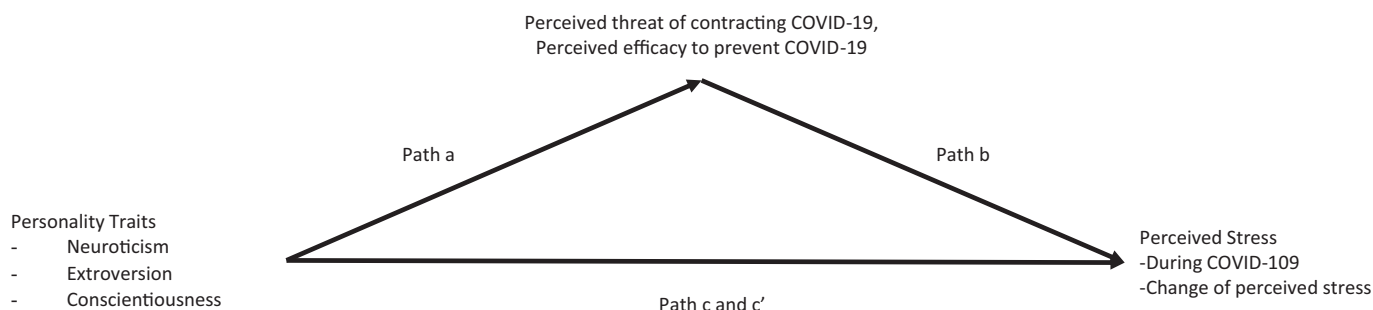 Perceived threat of contracting COVID-19,
Perceived efficacy to prevent COVID-19
Path a
Path b
Personality Traits
- Neuroticism
- Extroversion
- Conscientiousness
Perceived Stress
-During COVID-109
-Change of perceived stress
Path c and c’